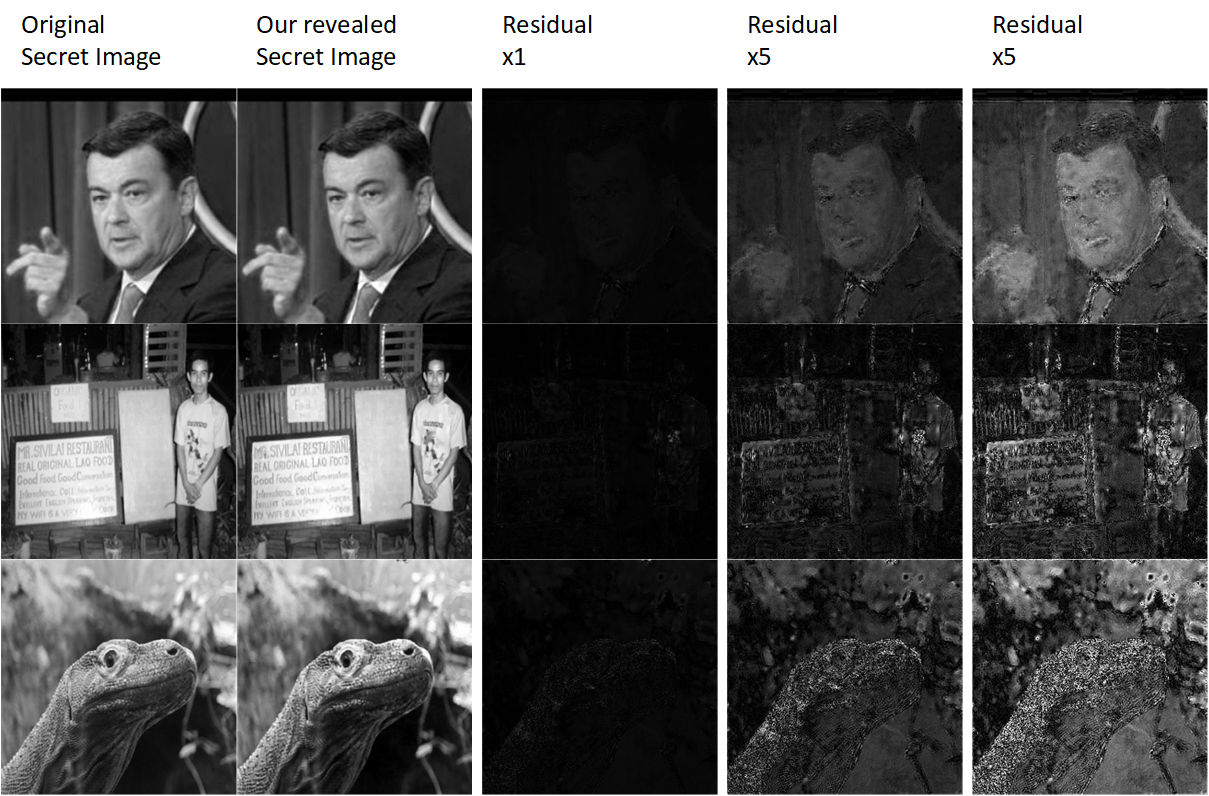 Original
Secret Image
Our revealed
Secret Image
Residual
x1
Residual
x5
Residual
x5
MR. SIVILAI RESTAURANT
REAL ORIGINAL LAO FOOD
Good Food Good Conversation
MR. SIVILAI RESTAURANT
REAL ORIGINAL LAO FOOD
Good Food Good Conversation